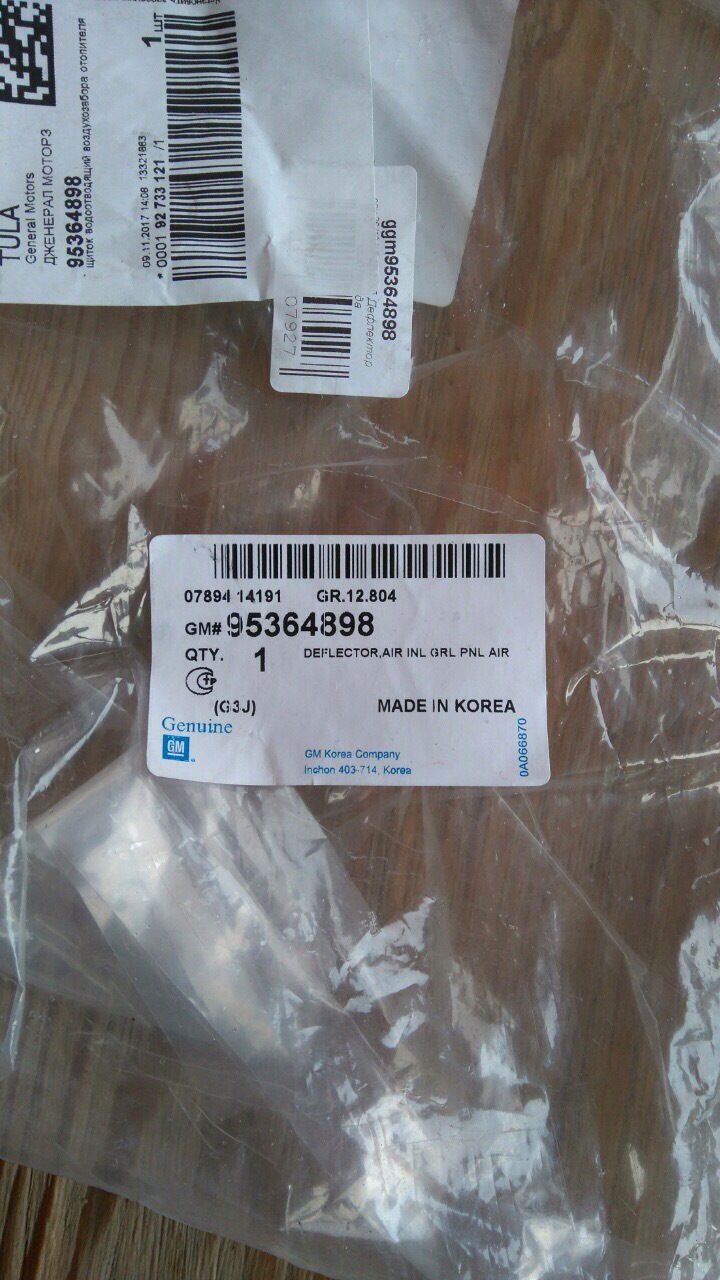 1 шт
TULA
General Motors
ДЖЕНЕРАЛ МОТОРЗ
95364898
щиток водоотводящий воздухозабора отопителя
09.11.2017 14:08 13321863
* 0001 92 733 121 /1
ggm95364898
Дефлектор
07927
07894 14191 GR.12.804
GM# 95364898
QTY. 1 DEFLECTOR,AIR INL GRL PNL AIR
(G3J) MADE IN KOREA
Genuine
GM
GM Korea Company
Inchon 403-714, Korea
0A066870